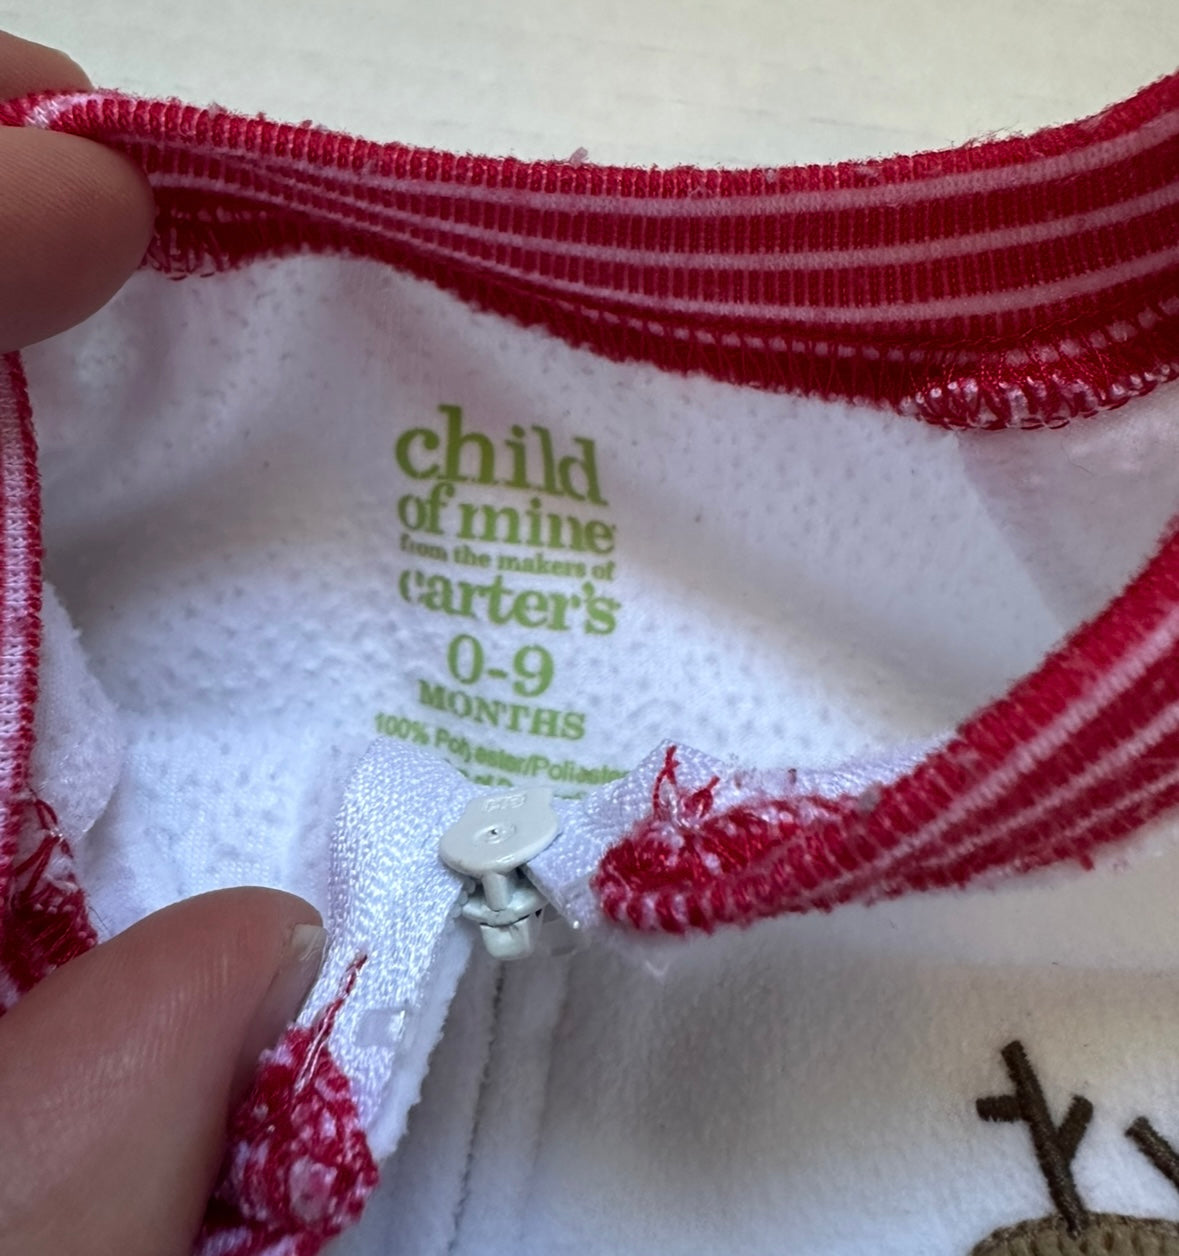 child
of mine
from the makers of
carter's
0-9
MONTHS
100% Polyester/Poliester